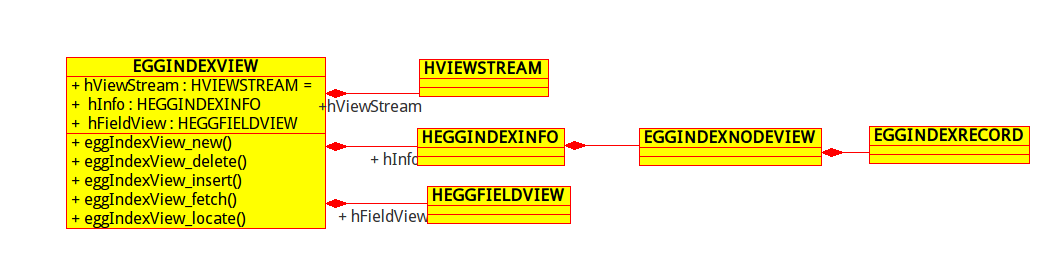 EGGINDEXVIEW
+ hViewStream : HVIEWSTREAM =
+ hInfo : HEGGINDEXINFO
+ hFieldView : HEGGFIELDVIEW
+ eggIndexView_new()
+ eggIndexView_delete()
+ eggIndexView_insert()
+ eggIndexView_fetch()
+ eggIndexView_locate()
HVIEWSTREAM
+hViewStream
HEGGINDEXINFO
+ hInfo
HEGGFIELDVIEW
+ hFieldView
EGGINDEXNODEVIEW
EGGINDEXRECORD